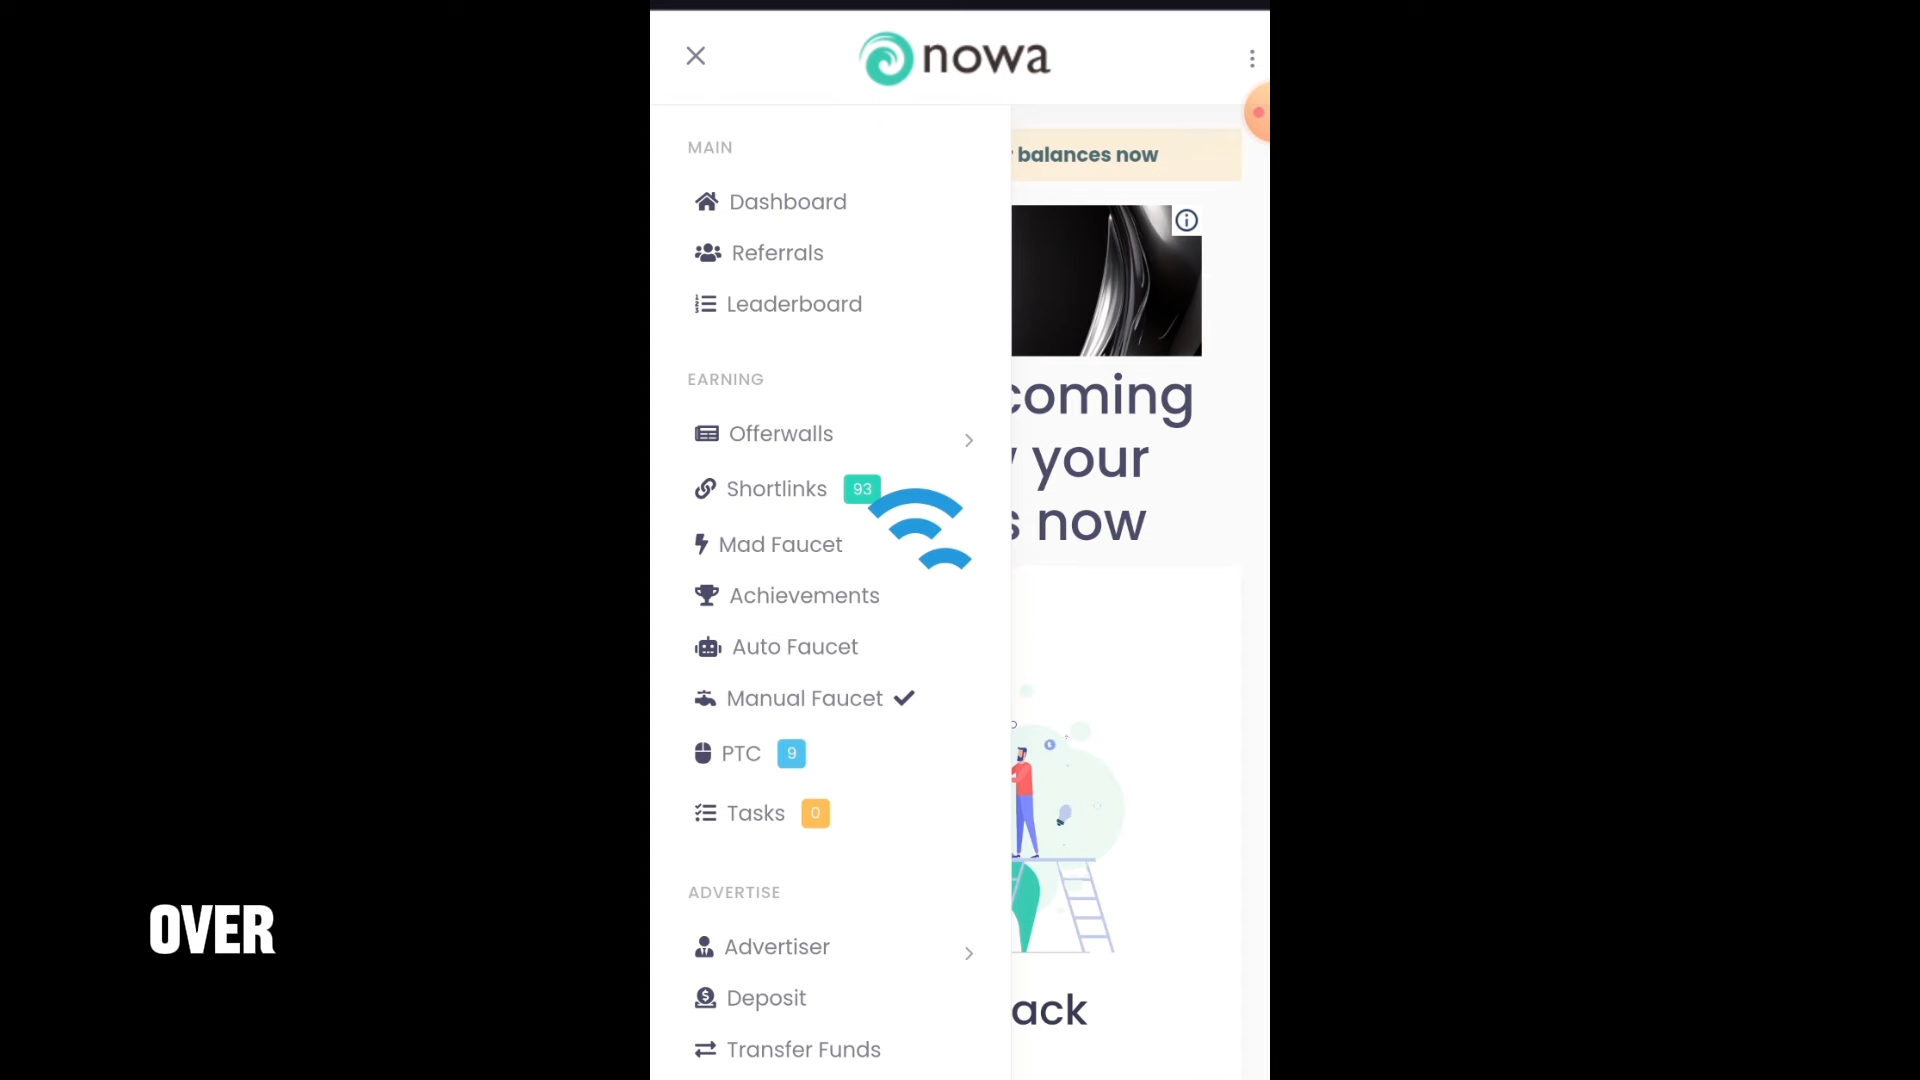 nowa
MAIN
Dashboard
Referrals
Leaderboard
EARNING
Offerwalls
Shortlinks 93
Mad Faucet
Achievements
Auto Faucet
Manual Faucet
PTC 9
Tasks 0
ADVERTISE
Advertiser
Deposit
Transfer Funds
balances now
coming
your
now
ack
OVER